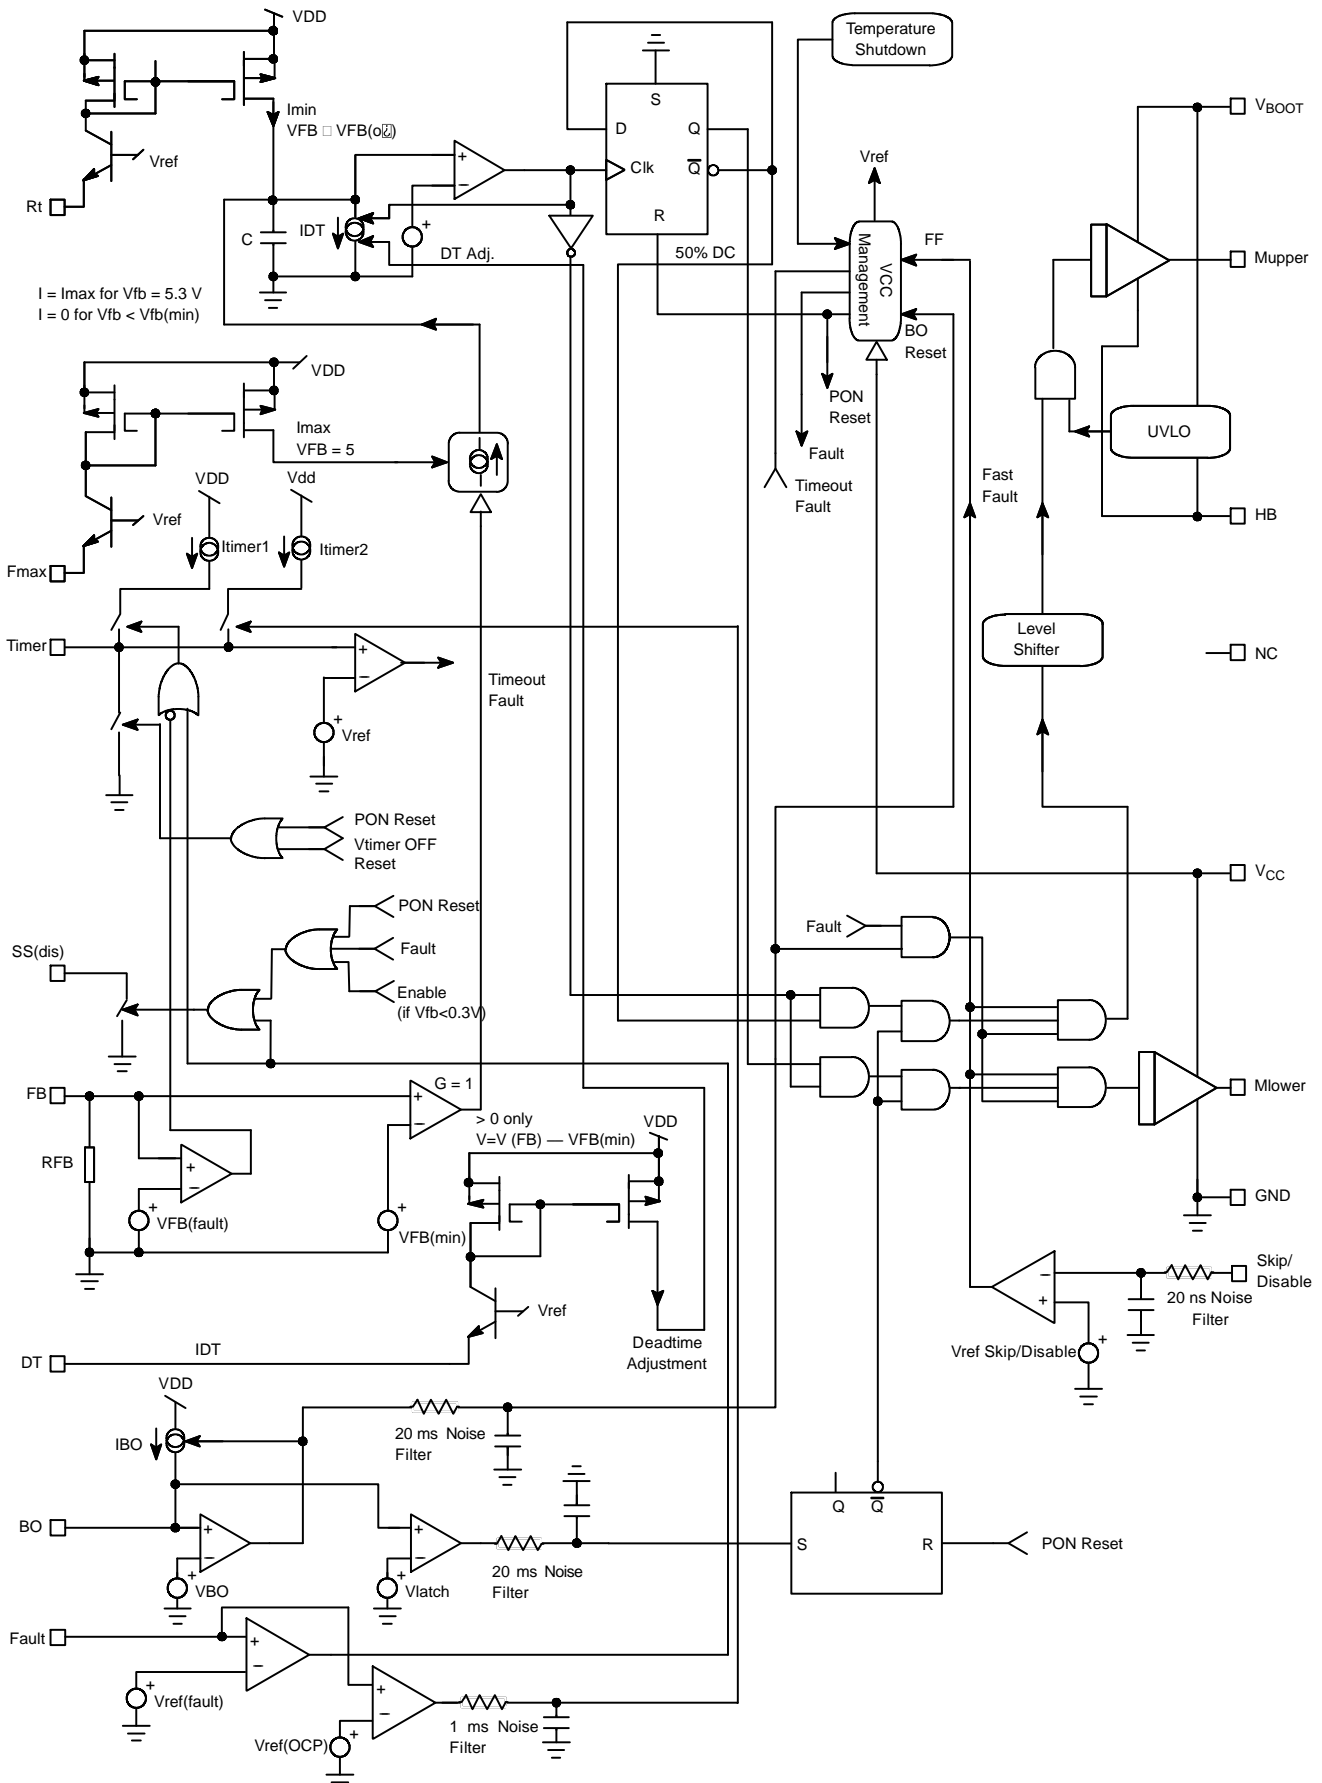 VDD
Temperature
Shutdown
Imin
VFB □ VFB(o
Vref
Rt
C
IDT
+
−
+
DT Adj.
S
D
Q
Clk
Q
R
50% DC
Vref
VCC
Management
FF
BO
Reset
PON
Reset
Fault
Timeout
Fault
VBOOT
Mupper
UVLO
HB
I = Imax for Vfb = 5.3 V
I = 0 for Vfb < Vfb(min)
VDD
Imax
VFB = 5
Vref
Fmax
VDD
Vdd
Itimer1
Itimer2
Fast
Fault
Timer
+
−
+
Vref
Timeout
Fault
Level
Shifter
NC
PON Reset
Vtimer OFF
Reset
VCC
PON Reset
Fault
Enable
(if Vfb<0.3V)
SS(dis)
Fault
FB
G = 1
+
−
> 0 only
V=V (FB) — VFB(min)
VDD
Mlower
RFB
+
−
+
VFB(fault)
+
VFB(min)
GND
Vref
Deadtime
Adjustment
IDT
DT
Skip/
Disable
−
+
20 ns Noise
Filter
+
Vref Skip/Disable
VDD
IBO
20 ms Noise
Filter
BO
+
−
+
VBO
+
−
+
Vlatch
20 ms Noise
Filter
Q
Q
S
R
PON Reset
Fault
+
−
+
Vref(fault)
+
−
+
Vref(OCP)
1 ms Noise
Filter